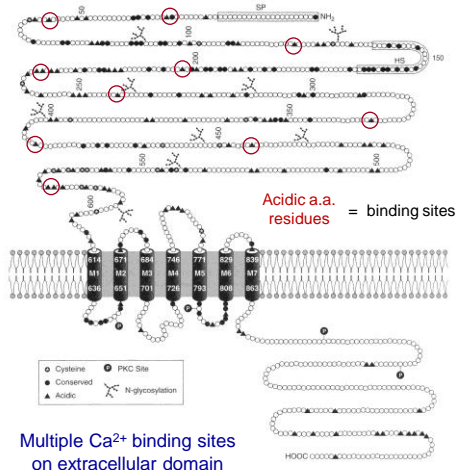 SP
NH2
50
100
HS
150
200
250
300
350
400
450
500
550
600
Acidic a.a.
residues = binding sites
614 671 684 746 771 829 839
M1 M2 M3 M4 M5 M6 M7
636 651 701 726 793 808 863
P
P
P
P
Cysteine P PKC Site
Conserved
Acidic N-glycosylation
HOOC
Multiple Ca²⁺ binding sites
on extracellular domain